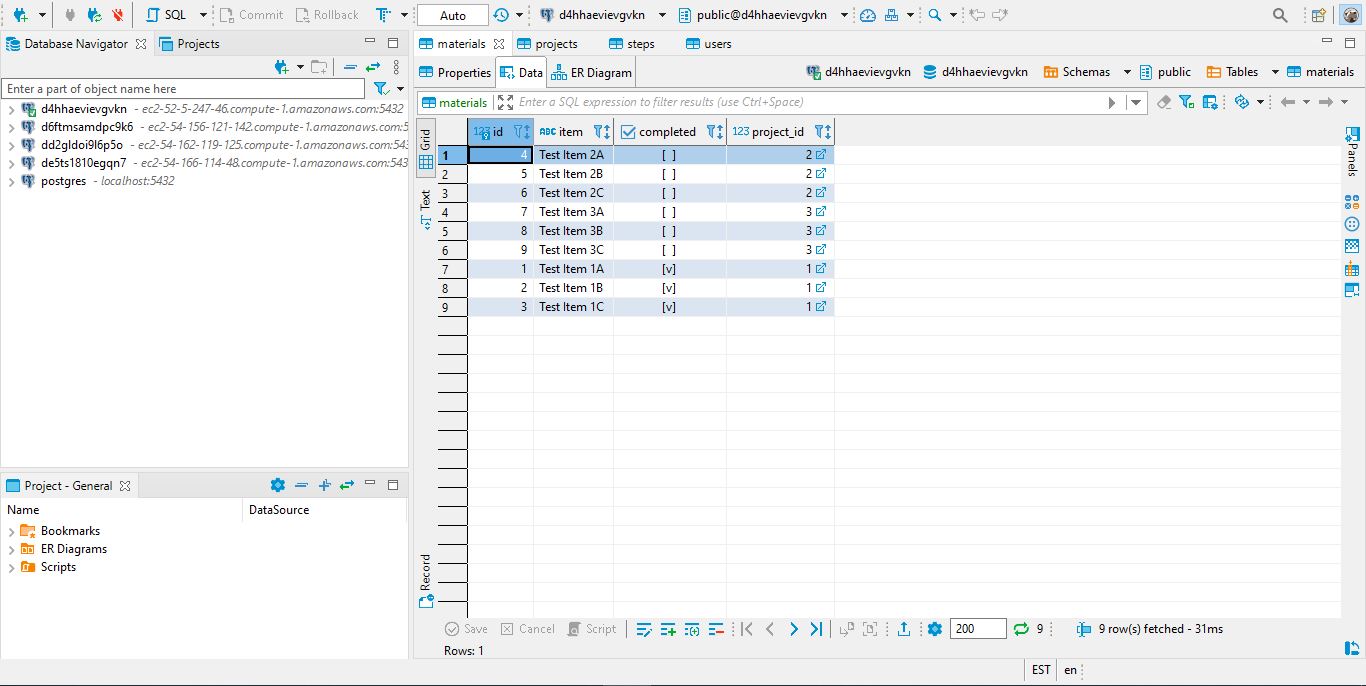 SQL Commit Rollback T Auto d4hhaevievgvkn public@d4hhaevievgvkn
Database Navigator Projects
Enter a part of object name here
d4hhaevievgvkn - ec2-52-5-247-46.compute-1.amazonaws.com:5432
d6ftmsamdpc9k6 - ec2-54-156-121-142.compute-1.amazonaws.com:5
dd2gldoi9l6p5o - ec2-54-162-119-125.compute-1.amazonaws.com:543
de5ts1810egqn7 - ec2-54-166-114-48.compute-1.amazonaws.com:5432
postgres - localhost:5432
Project - General
Name DataSource
Bookmarks
ER Diagrams
Scripts
materials projects steps users
Properties Data ER Diagram d4hhaevievgvkn d4hhaevievgvkn Schemas public Tables materials
materials Enter a SQL expression to filter results (use Ctrl+Space)
Grid
Text
Record
Panels
123 id ABC item completed 123 project_id
1 4 Test Item 2A [ ] 2
2 5 Test Item 2B [ ] 2
3 6 Test Item 2C [ ] 2
4 7 Test Item 3A [ ] 3
5 8 Test Item 3B [ ] 3
6 9 Test Item 3C [ ] 3
7 1 Test Item 1A [v] 1
8 2 Test Item 1B [v] 1
9 3 Test Item 1C [v] 1
Save Cancel Script 200 9 9 row(s) fetched - 31ms
Rows: 1
EST en